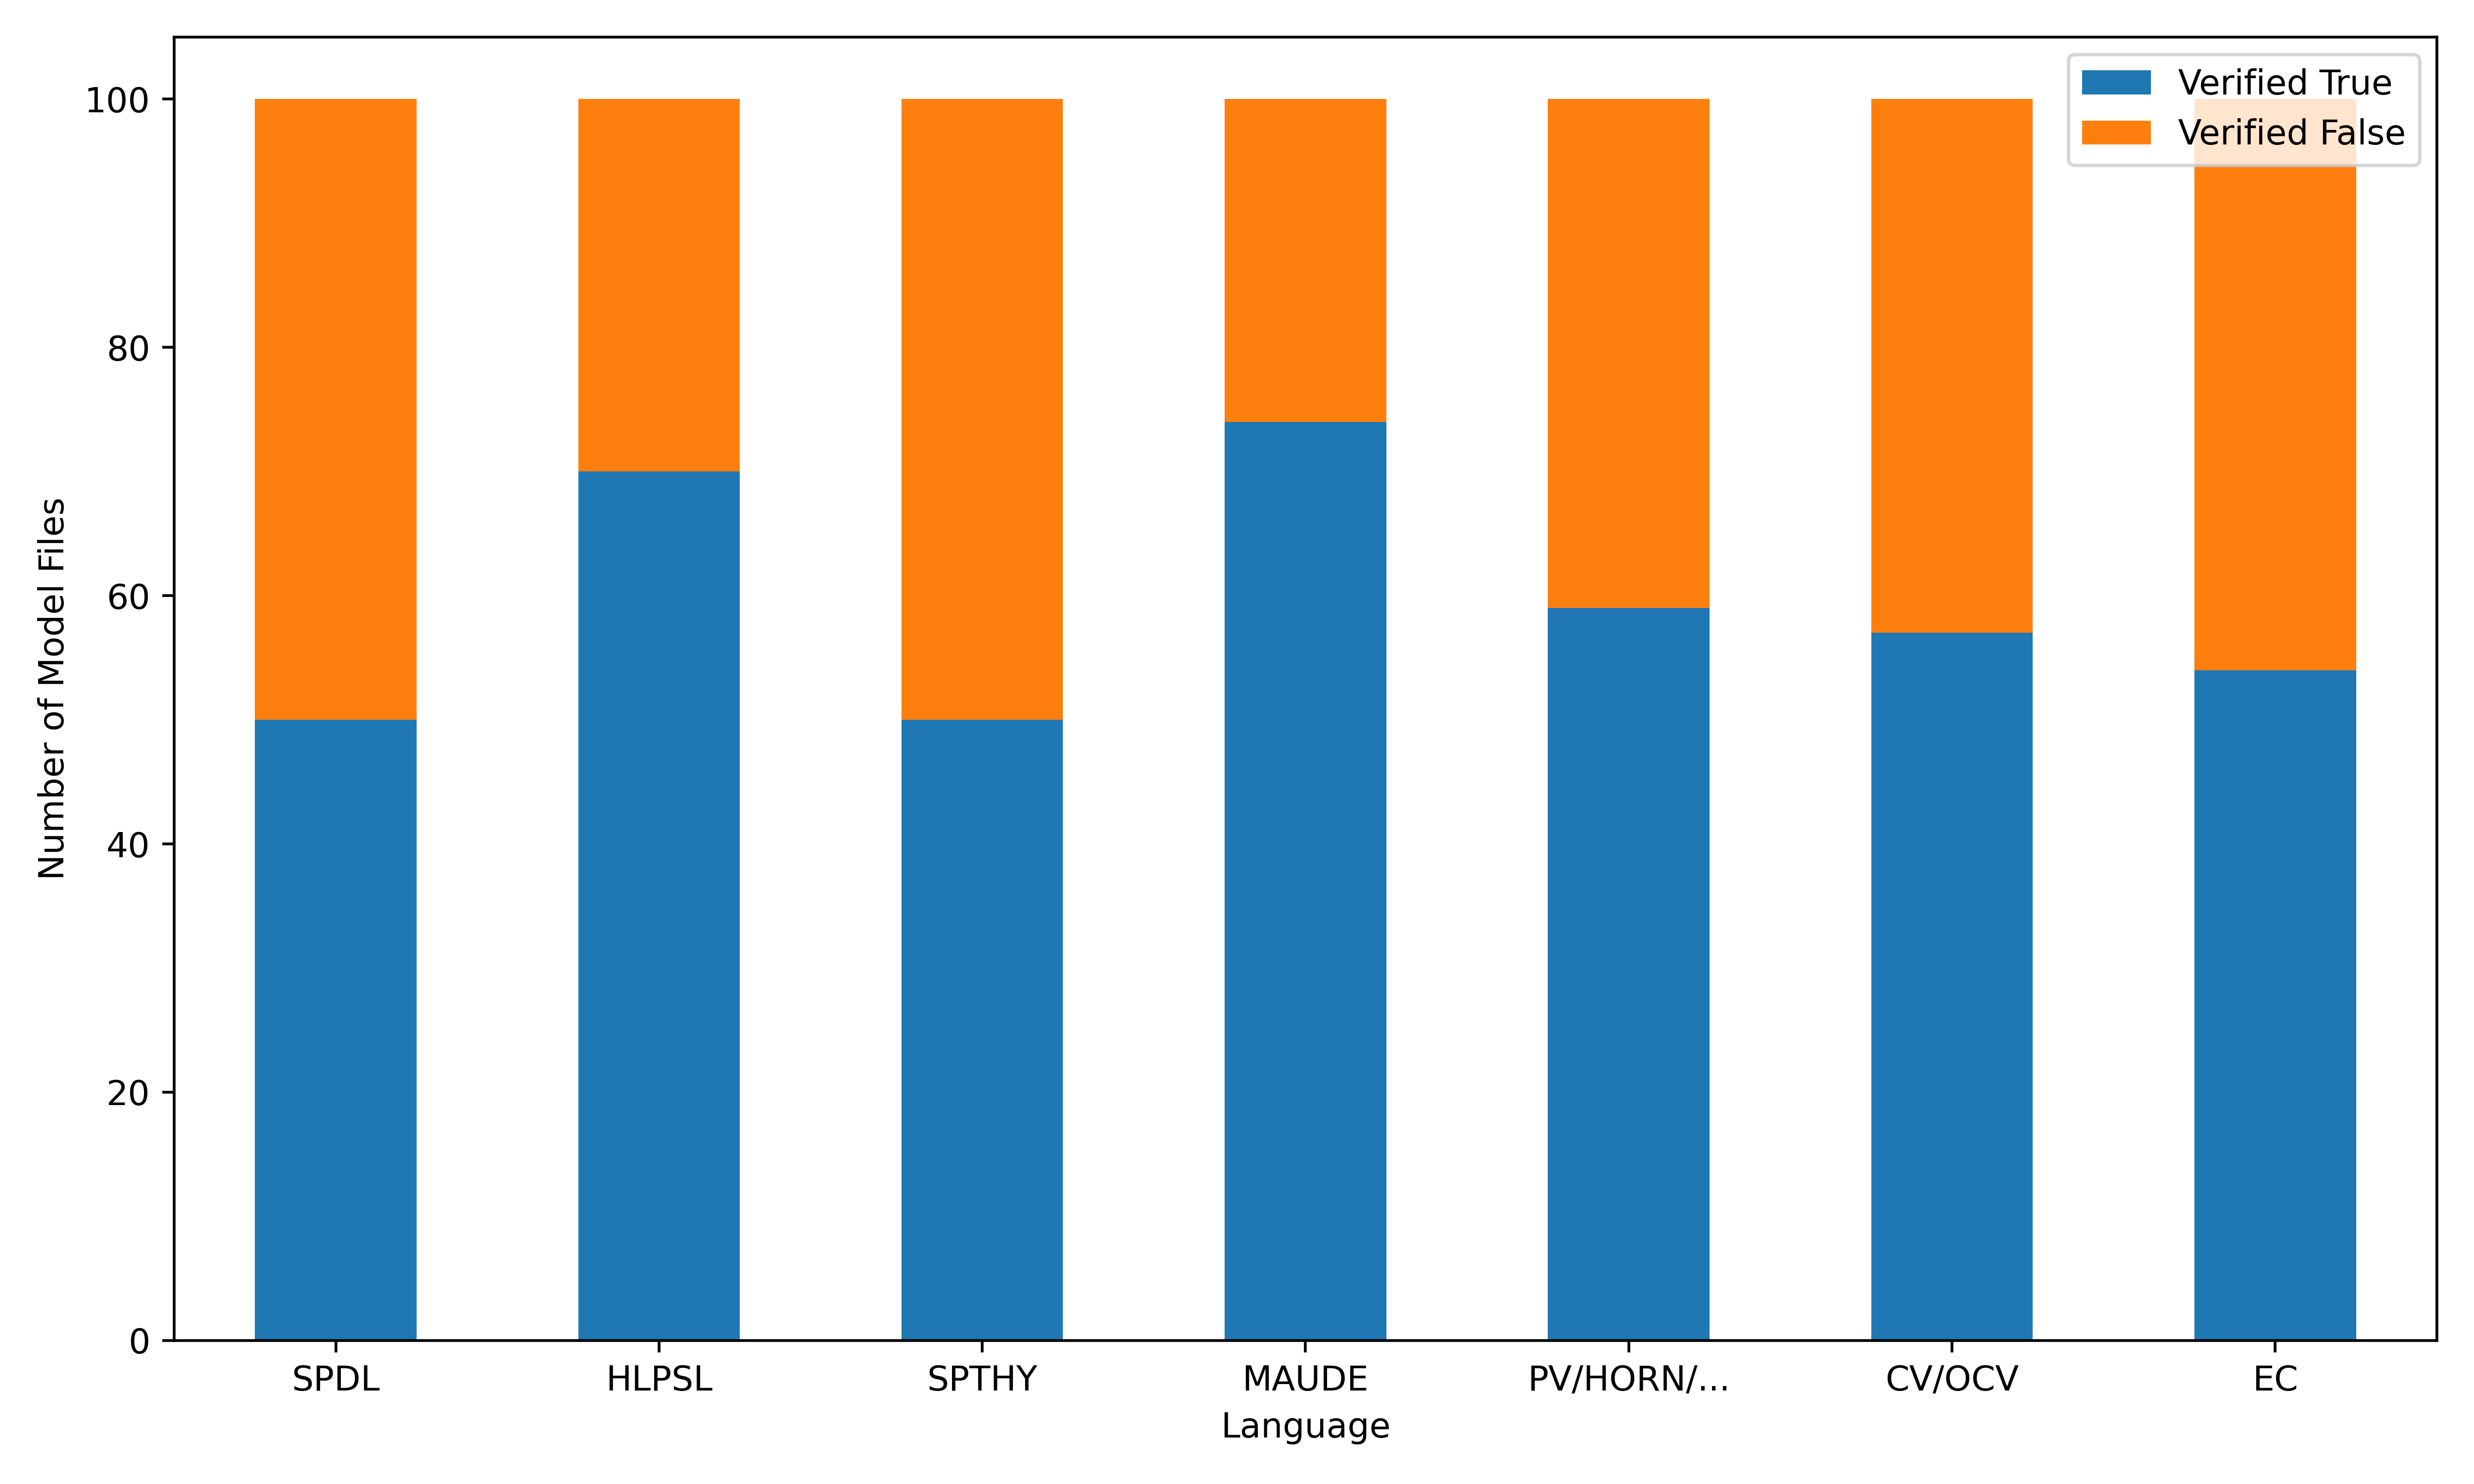 Verified True
Verified False
100
80
60
40
20
0
Number of Model Files
SPDL
HLPSL
SPTHY
MAUDE
PV/HORN/...
CV/OCV
EC
Language